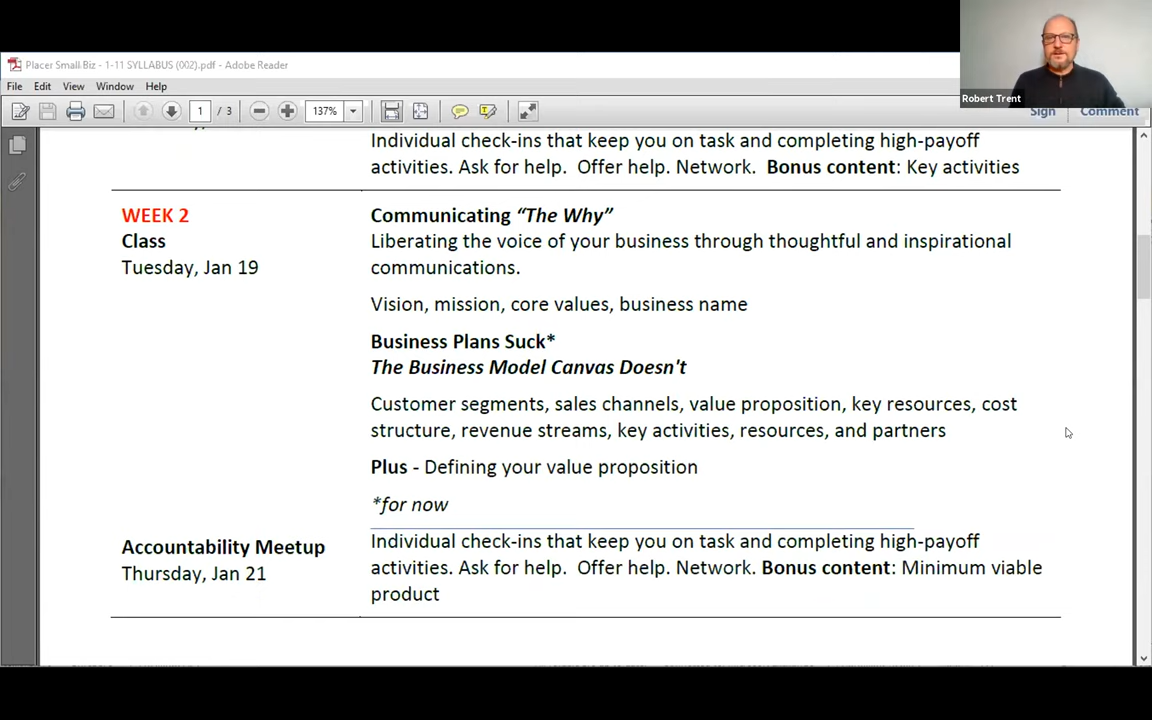 Placer Small Biz - 1-11 SYLLABUS (002).pdf - Adobe Reader
File Edit View Window Help
1 / 3 137%
Robert Trent
Sign Comment
Individual check-ins that keep you on task and completing high-payoff
activities. Ask for help. Offer help. Network. Bonus content: Key activities
WEEK 2
Class
Tuesday, Jan 19
Communicating “The Why”
Liberating the voice of your business through thoughtful and inspirational
communications.
Vision, mission, core values, business name
Business Plans Suck*
The Business Model Canvas Doesn't
Customer segments, sales channels, value proposition, key resources, cost
structure, revenue streams, key activities, resources, and partners
Plus - Defining your value proposition
*for now
Accountability Meetup
Thursday, Jan 21
Individual check-ins that keep you on task and completing high-payoff
activities. Ask for help. Offer help. Network. Bonus content: Minimum viable
product